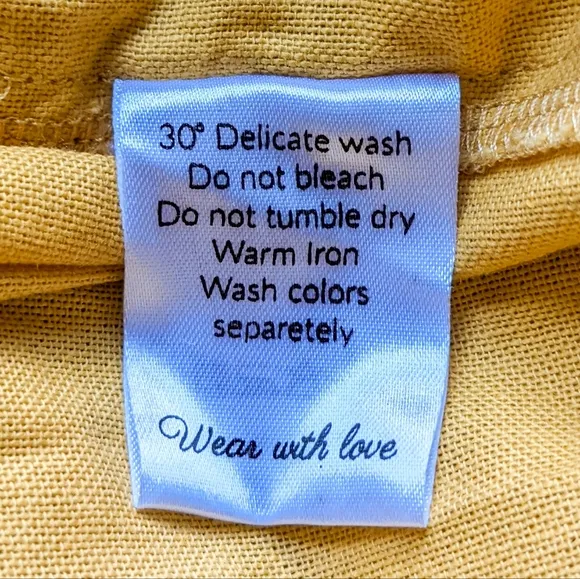 30° Delicate wash
Do not bleach
Do not tumble dry
Warm Iron
Wash colors
separetely
Wear with love